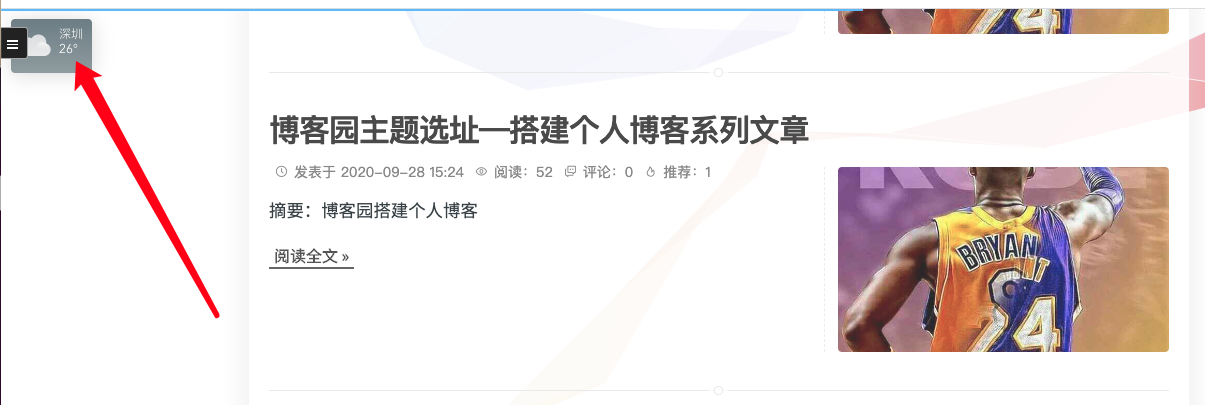 深圳
26°
博客园主题选址—搭建个人博客系列文章
发表于 2020-09-28 15:24 阅读：52 评论：0 推荐：1
摘要：博客园搭建个人博客
阅读全文 »
BRYANT
24